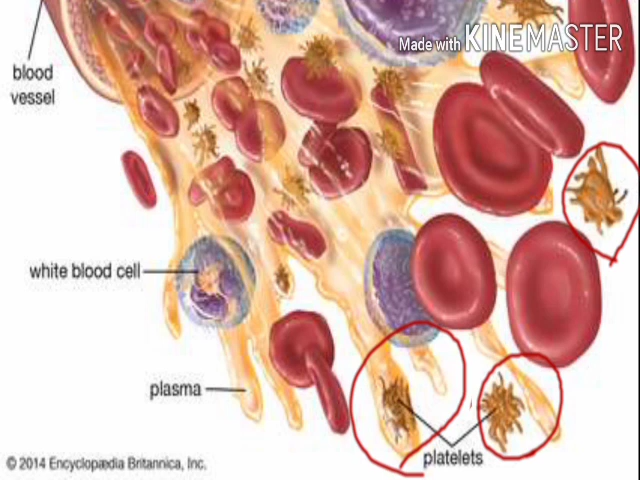 Made with KINEMASTER
blood
vessel
white blood cell
plasma
platelets
© 2014 Encyclopædia Britannica, Inc.